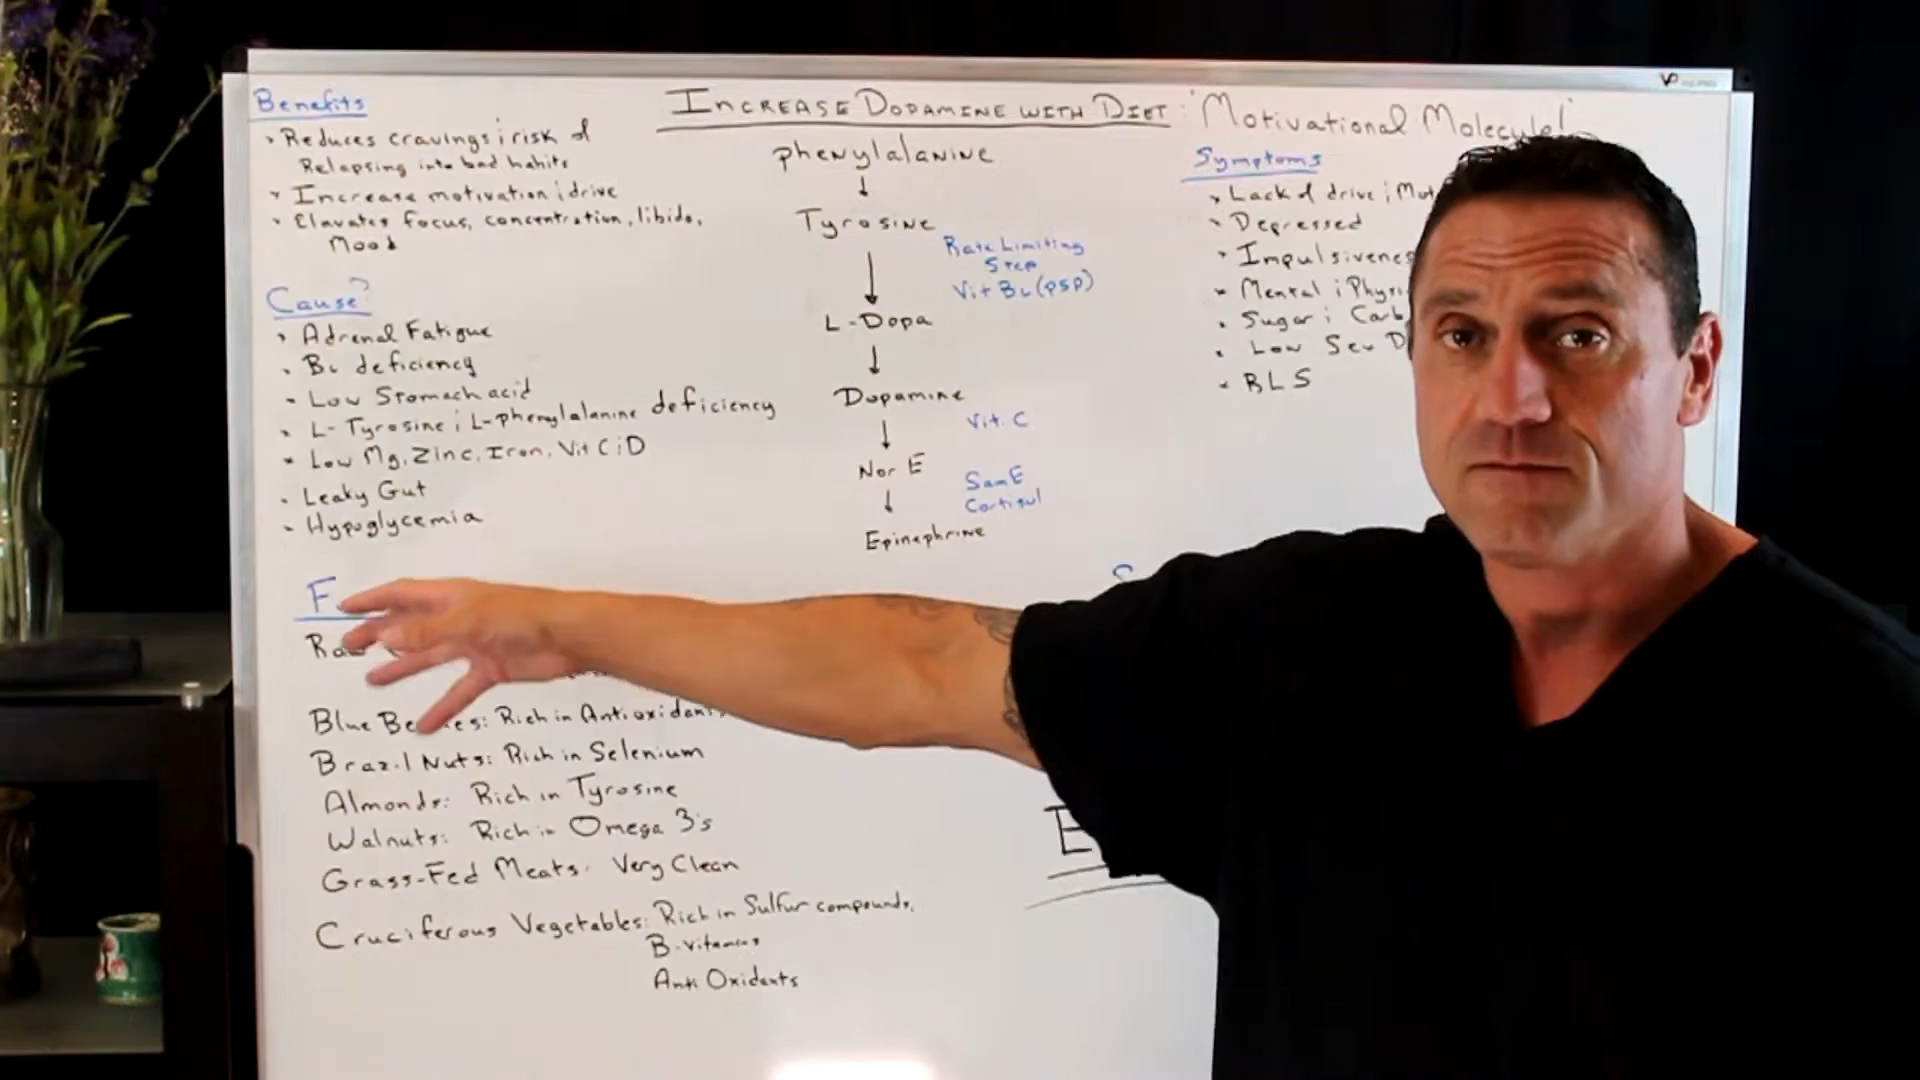 Benefits
Reduces cravings & risk of
Relapsing into bad habits
Increase motivation & drive
Elavates focus, concentration, libido,
Mood
Cause?
Adrenal Fatigue
B6 deficiency
Low Stomach acid
L-Tyrosine & L-phenylalanine deficiency
Low Mg, Zinc, Iron, Vit C & D
Leaky Gut
Hypoglycemia
F
Blue Be es: Rich in Antioxidants
Brazil Nuts: Rich in Selenium
Almonds: Rich in Tyrosine
Walnuts: Rich in Omega 3's
Grass-Fed Meats: Very Clean
Cruciferous Vegetables: Rich in Sulfur compounds,
B-vitamins
Anti Oxidants
INCREASE DOPAMINE WITH DIET: "Motivational Molecule"
phenylalanine
Tyrosine
Rate Limiting
Step
Vit B6 (P5P)
L-Dopa
Dopamine
Vit. C
Nor E
SamE
Cortisol
Epinephrine
Symptoms
Lack of drive & Mot
Depressed
Impulsivenes
Mental & Physi
Sugar & Carb
Low Sex D
RLS